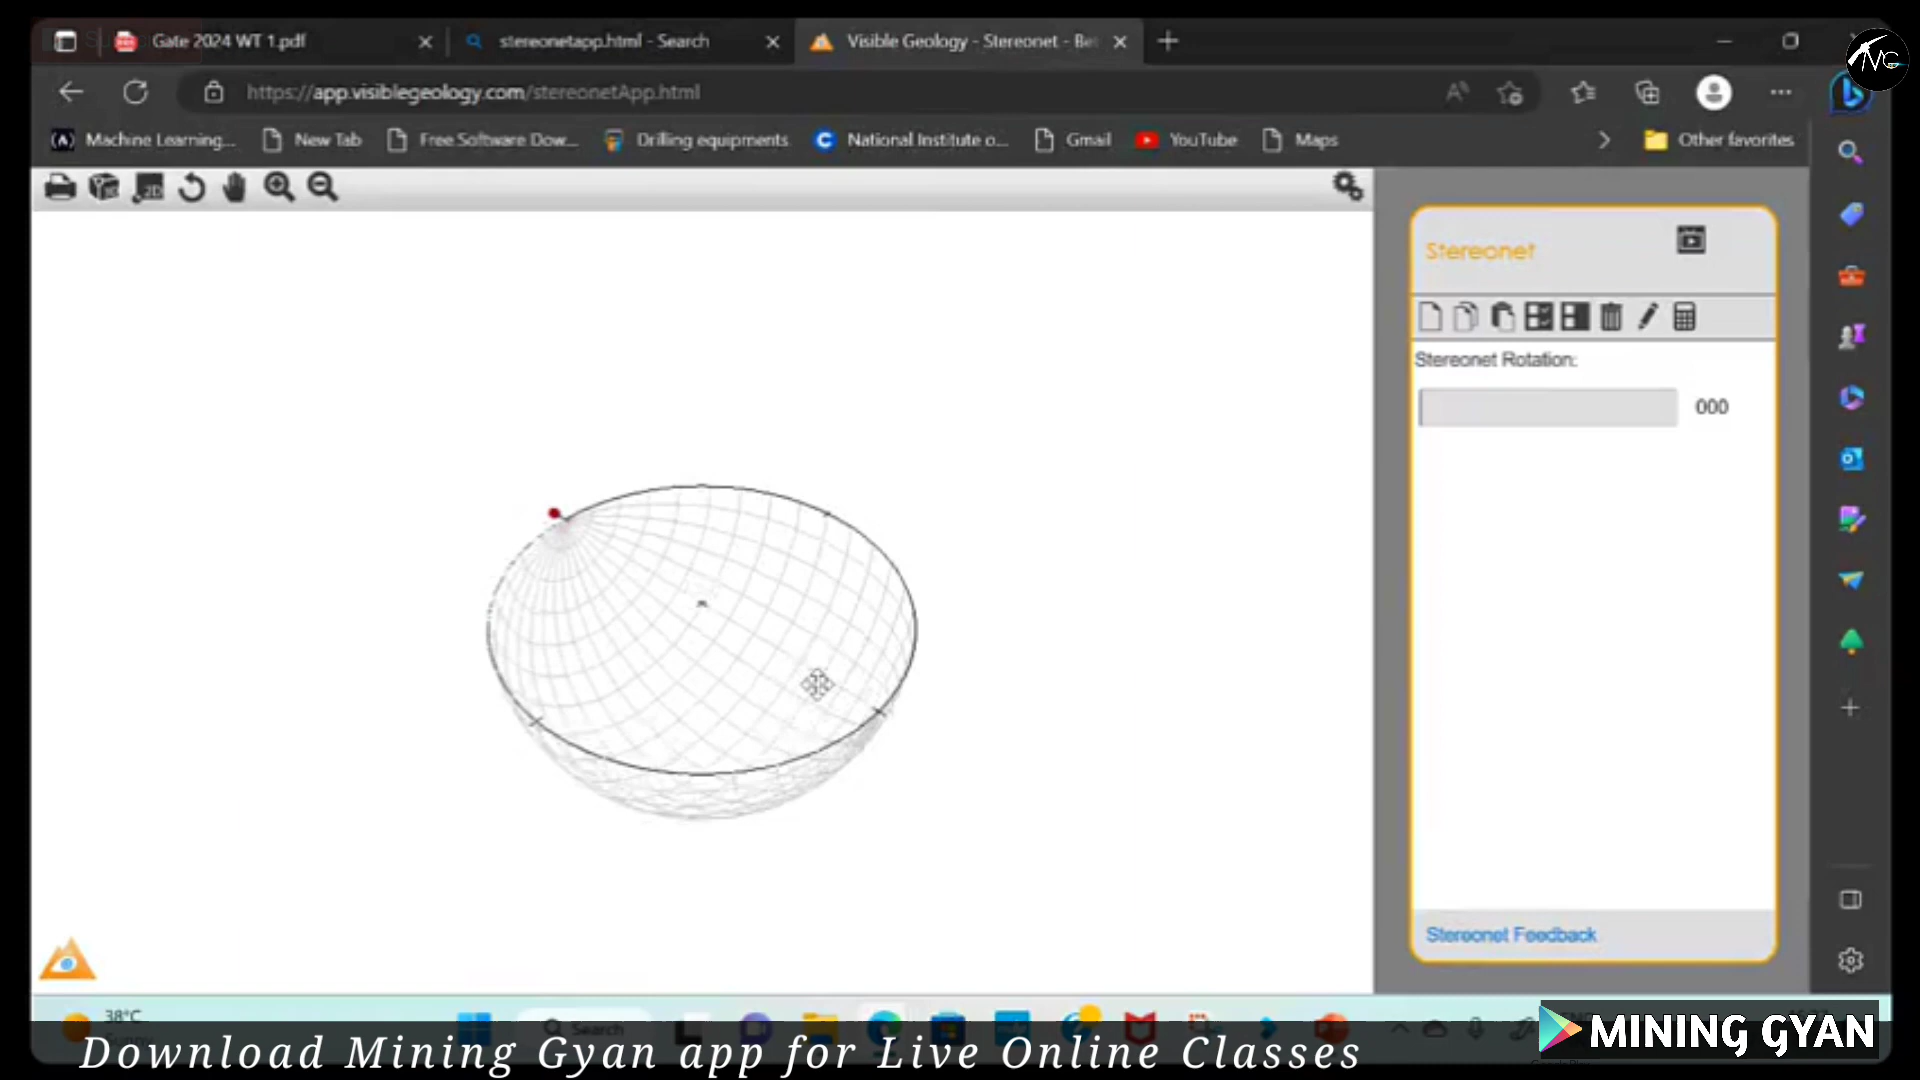 Gate 2024 WT 1.pdf
stereonetapp.html - Search
Visible Geology - Stereonet - Be
https://app.visiblegeology.com/stereonetApp.html
Machine Learning...
New Tab
Free Software Dow...
Drilling equipments
National Institute o...
Gmail
YouTube
Maps
Other favorites
2D
Stereonet
Stereonet Rotation:
000
Stereonet Feedback
38°C
Search
Download Mining Gyan app for Live Online Classes
MINING GYAN